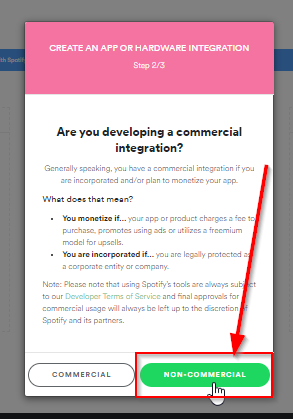 CREATE AN APP OR HARDWARE INTEGRATION
Step 2/3
ith Spotif
Are you developing a commercial
integration?
Generally speaking, you have a commercial integration if you
are incorporated and/or plan to monetize your app.
What does that mean?
• You monetize if... your app or product charges a fee to
purchase, promotes using ads or utilizes a freemium
model for upsells.
• You are incorporated if... you are legally protected as
a corporate entity or company.
Note: Please note that using Spotify's tools are always subject
to our Developer Terms of Service and final approvals for
commercial usage will always be left up to the discretion of
Spotify and its partners.
COMMERCIAL
NON-COMMERCIAL